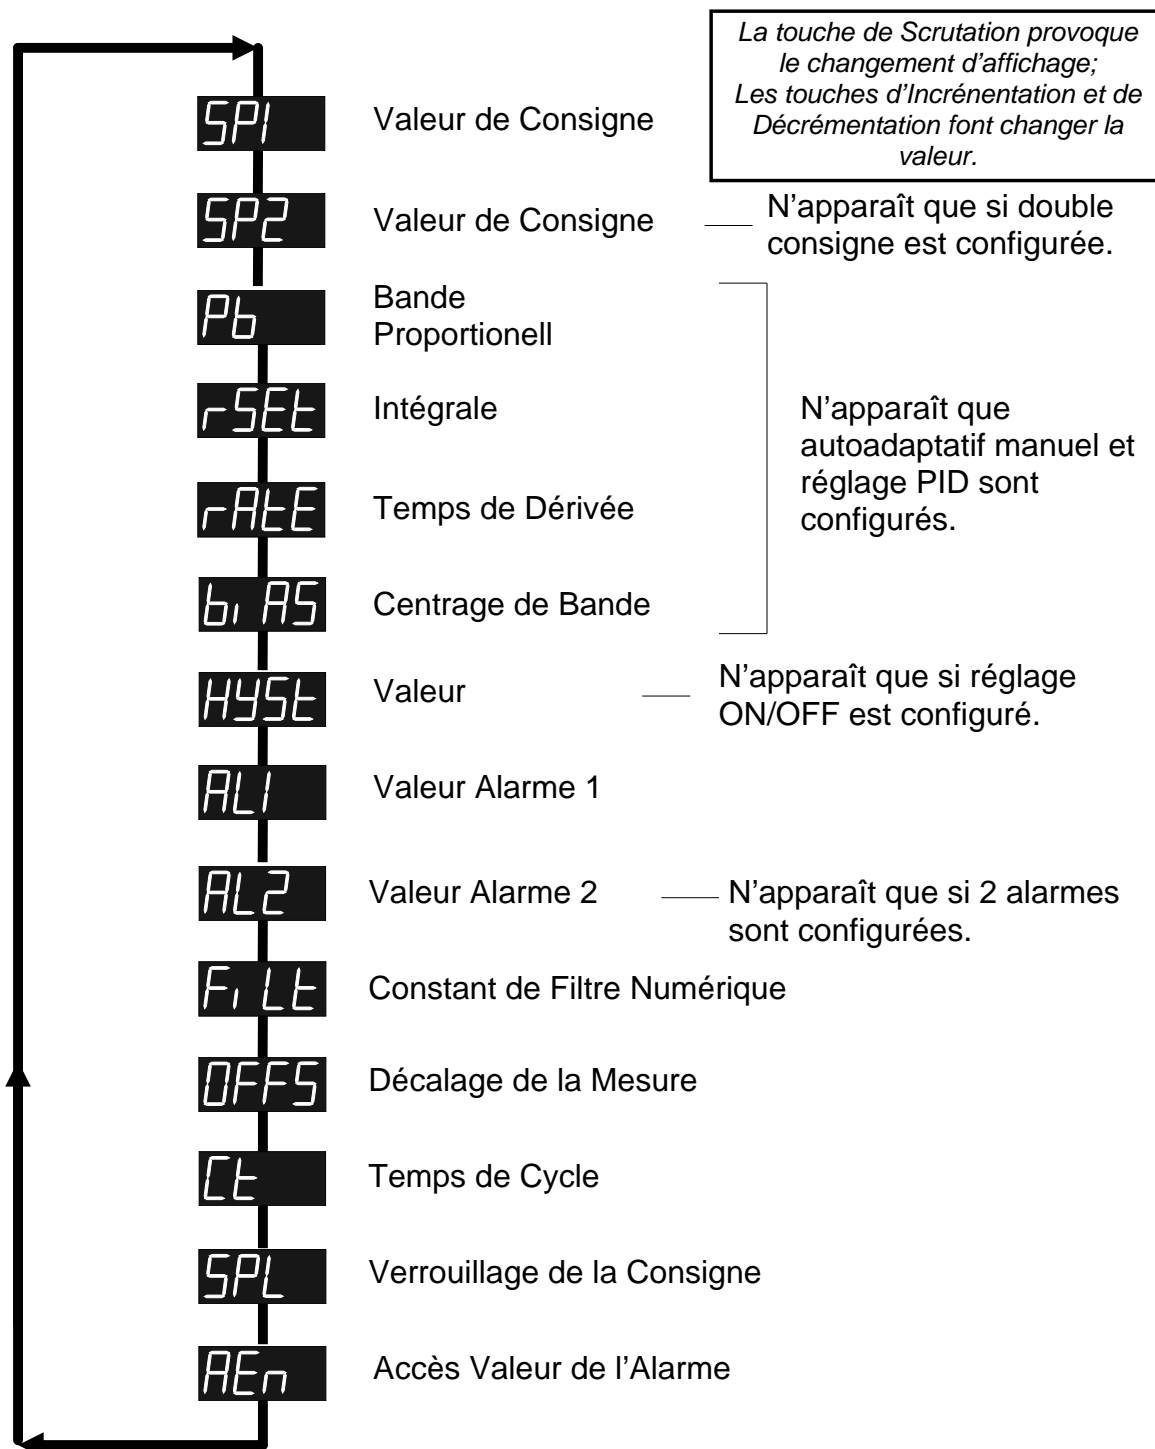 La touche de Scrutation provoque
le changement d'affichage;
Les touches d'Incrénentation et de
Décrémentation font changer la
valeur.
SP1 Valeur de Consigne
SP2 Valeur de Consigne
N'apparaît que si double
consigne est configurée.
Pb Bande
Proportionell
rSEt Intégrale
N'apparaît que
autoadaptatif manuel et
réglage PID sont
configurés.
rAtE Temps de Dérivée
biAS Centrage de Bande
HYSt Valeur
N'apparaît que si réglage
ON/OFF est configuré.
AL1 Valeur Alarme 1
AL2 Valeur Alarme 2
N'apparaît que si 2 alarmes
sont configurées.
FiLt Constant de Filtre Numérique
OFFS Décalage de la Mesure
Ct Temps de Cycle
SPL Verrouillage de la Consigne
AEn Accès Valeur de l'Alarme